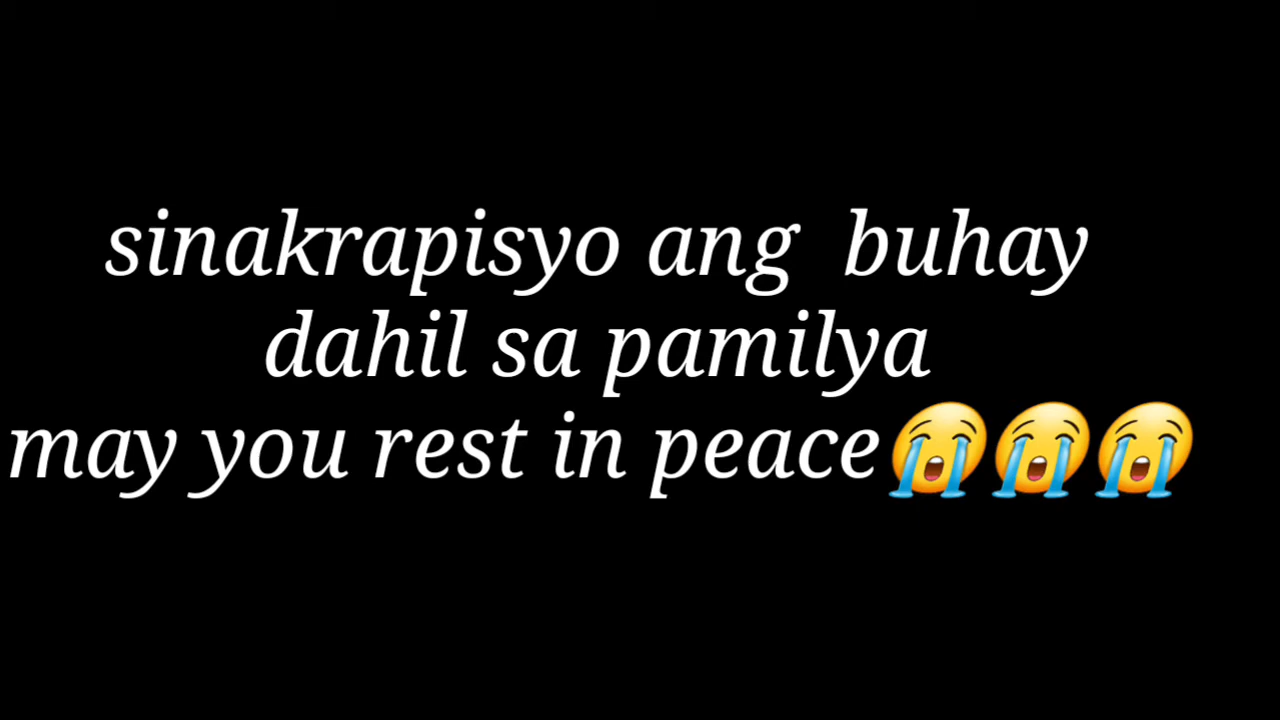 sinakrapisyo ang  buhay
dahil sa pamilya
may you rest in peace😭😭😭